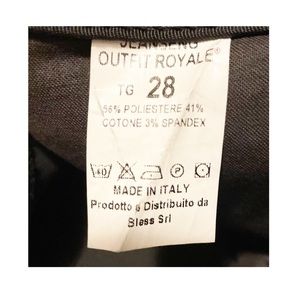 OUTFIT ROYALE®
TG 28
56% POLIESTERE 41%
COTONE 3% SPANDEX
MADE IN ITALY
Prodotto e Distribuito da
Bless Srl